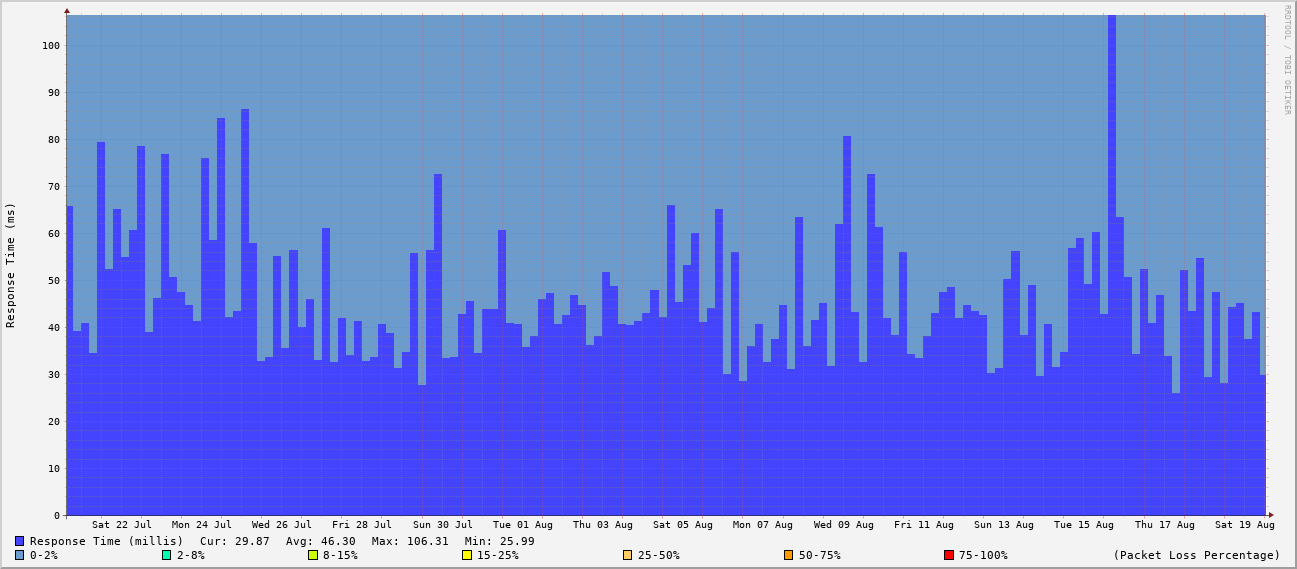 RRDTOOL / TOBI OETIKER
Response Time (ms)
100
90
80
70
60
50
40
30
20
10
0
Sat 22 Jul Mon 24 Jul Wed 26 Jul Fri 28 Jul Sun 30 Jul Tue 01 Aug Thu 03 Aug Sat 05 Aug Mon 07 Aug Wed 09 Aug Fri 11 Aug Sun 13 Aug Tue 15 Aug Thu 17 Aug Sat 19 Aug
Response Time (millis) Cur: 29.87 Avg: 46.30 Max: 106.31 Min: 25.99
0-2% 2-8% 8-15% 15-25% 25-50% 50-75% 75-100% (Packet Loss Percentage)